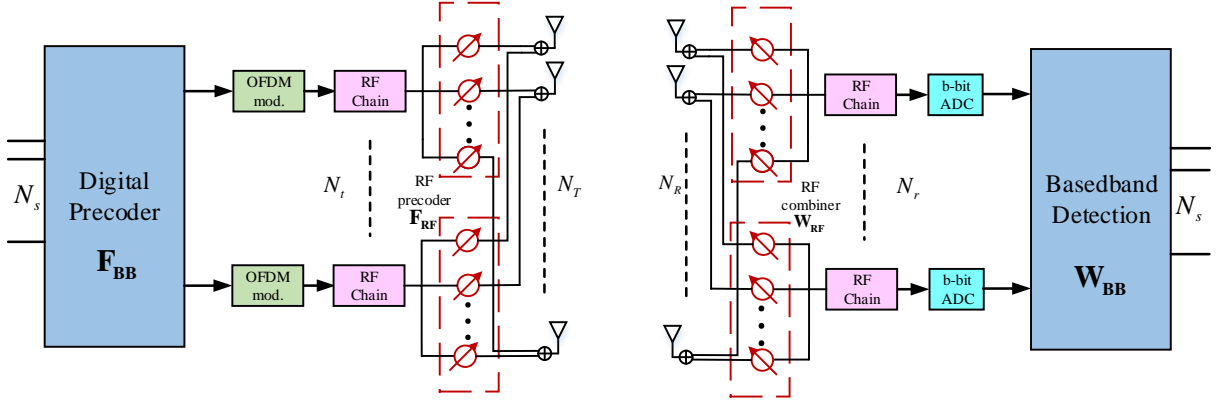 N_s
Digital
Precoder
F_BB
OFDM
mod.
RF
Chain
N_t
RF
precoder
F_RF
N_T
OFDM
mod.
RF
Chain
N_R
RF
combiner
W_RF
RF
Chain
b-bit
ADC
N_r
RF
Chain
b-bit
ADC
Basedband
Detection
W_BB
N_s